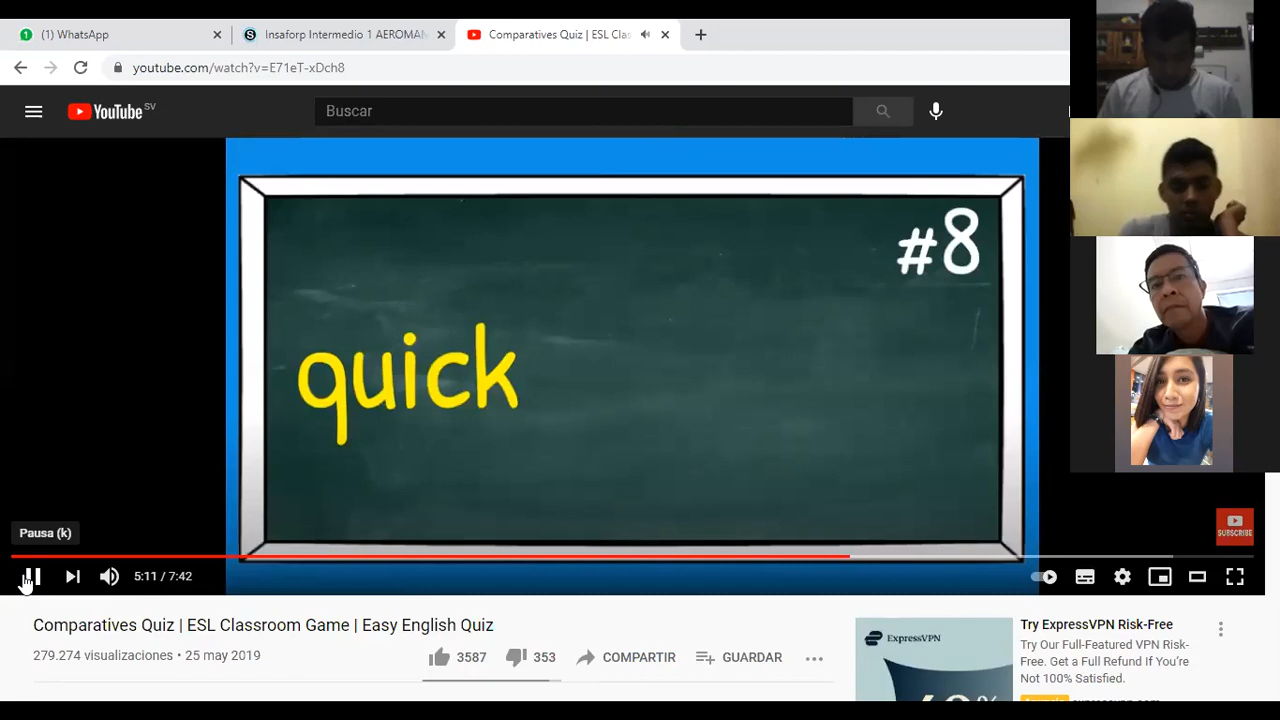 (1) WhatsApp
Insaforp Intermedio 1 AEROMAN
Comparatives Quiz | ESL Clas
youtube.com/watch?v=E71eT-xDch8
YouTube SV
Buscar
#8
quick
Pausa (k)
SUBSCRIBE
5:11 / 7:42
Comparatives Quiz | ESL Classroom Game | Easy English Quiz
279.274 visualizaciones • 25 may 2019
3587
353
COMPARTIR
GUARDAR
ExpressVPN
Try ExpressVPN Risk-Free
Try Our Full-Featured VPN Risk-
Free. Get a Full Refund If You’re
Not 100% Satisfied.